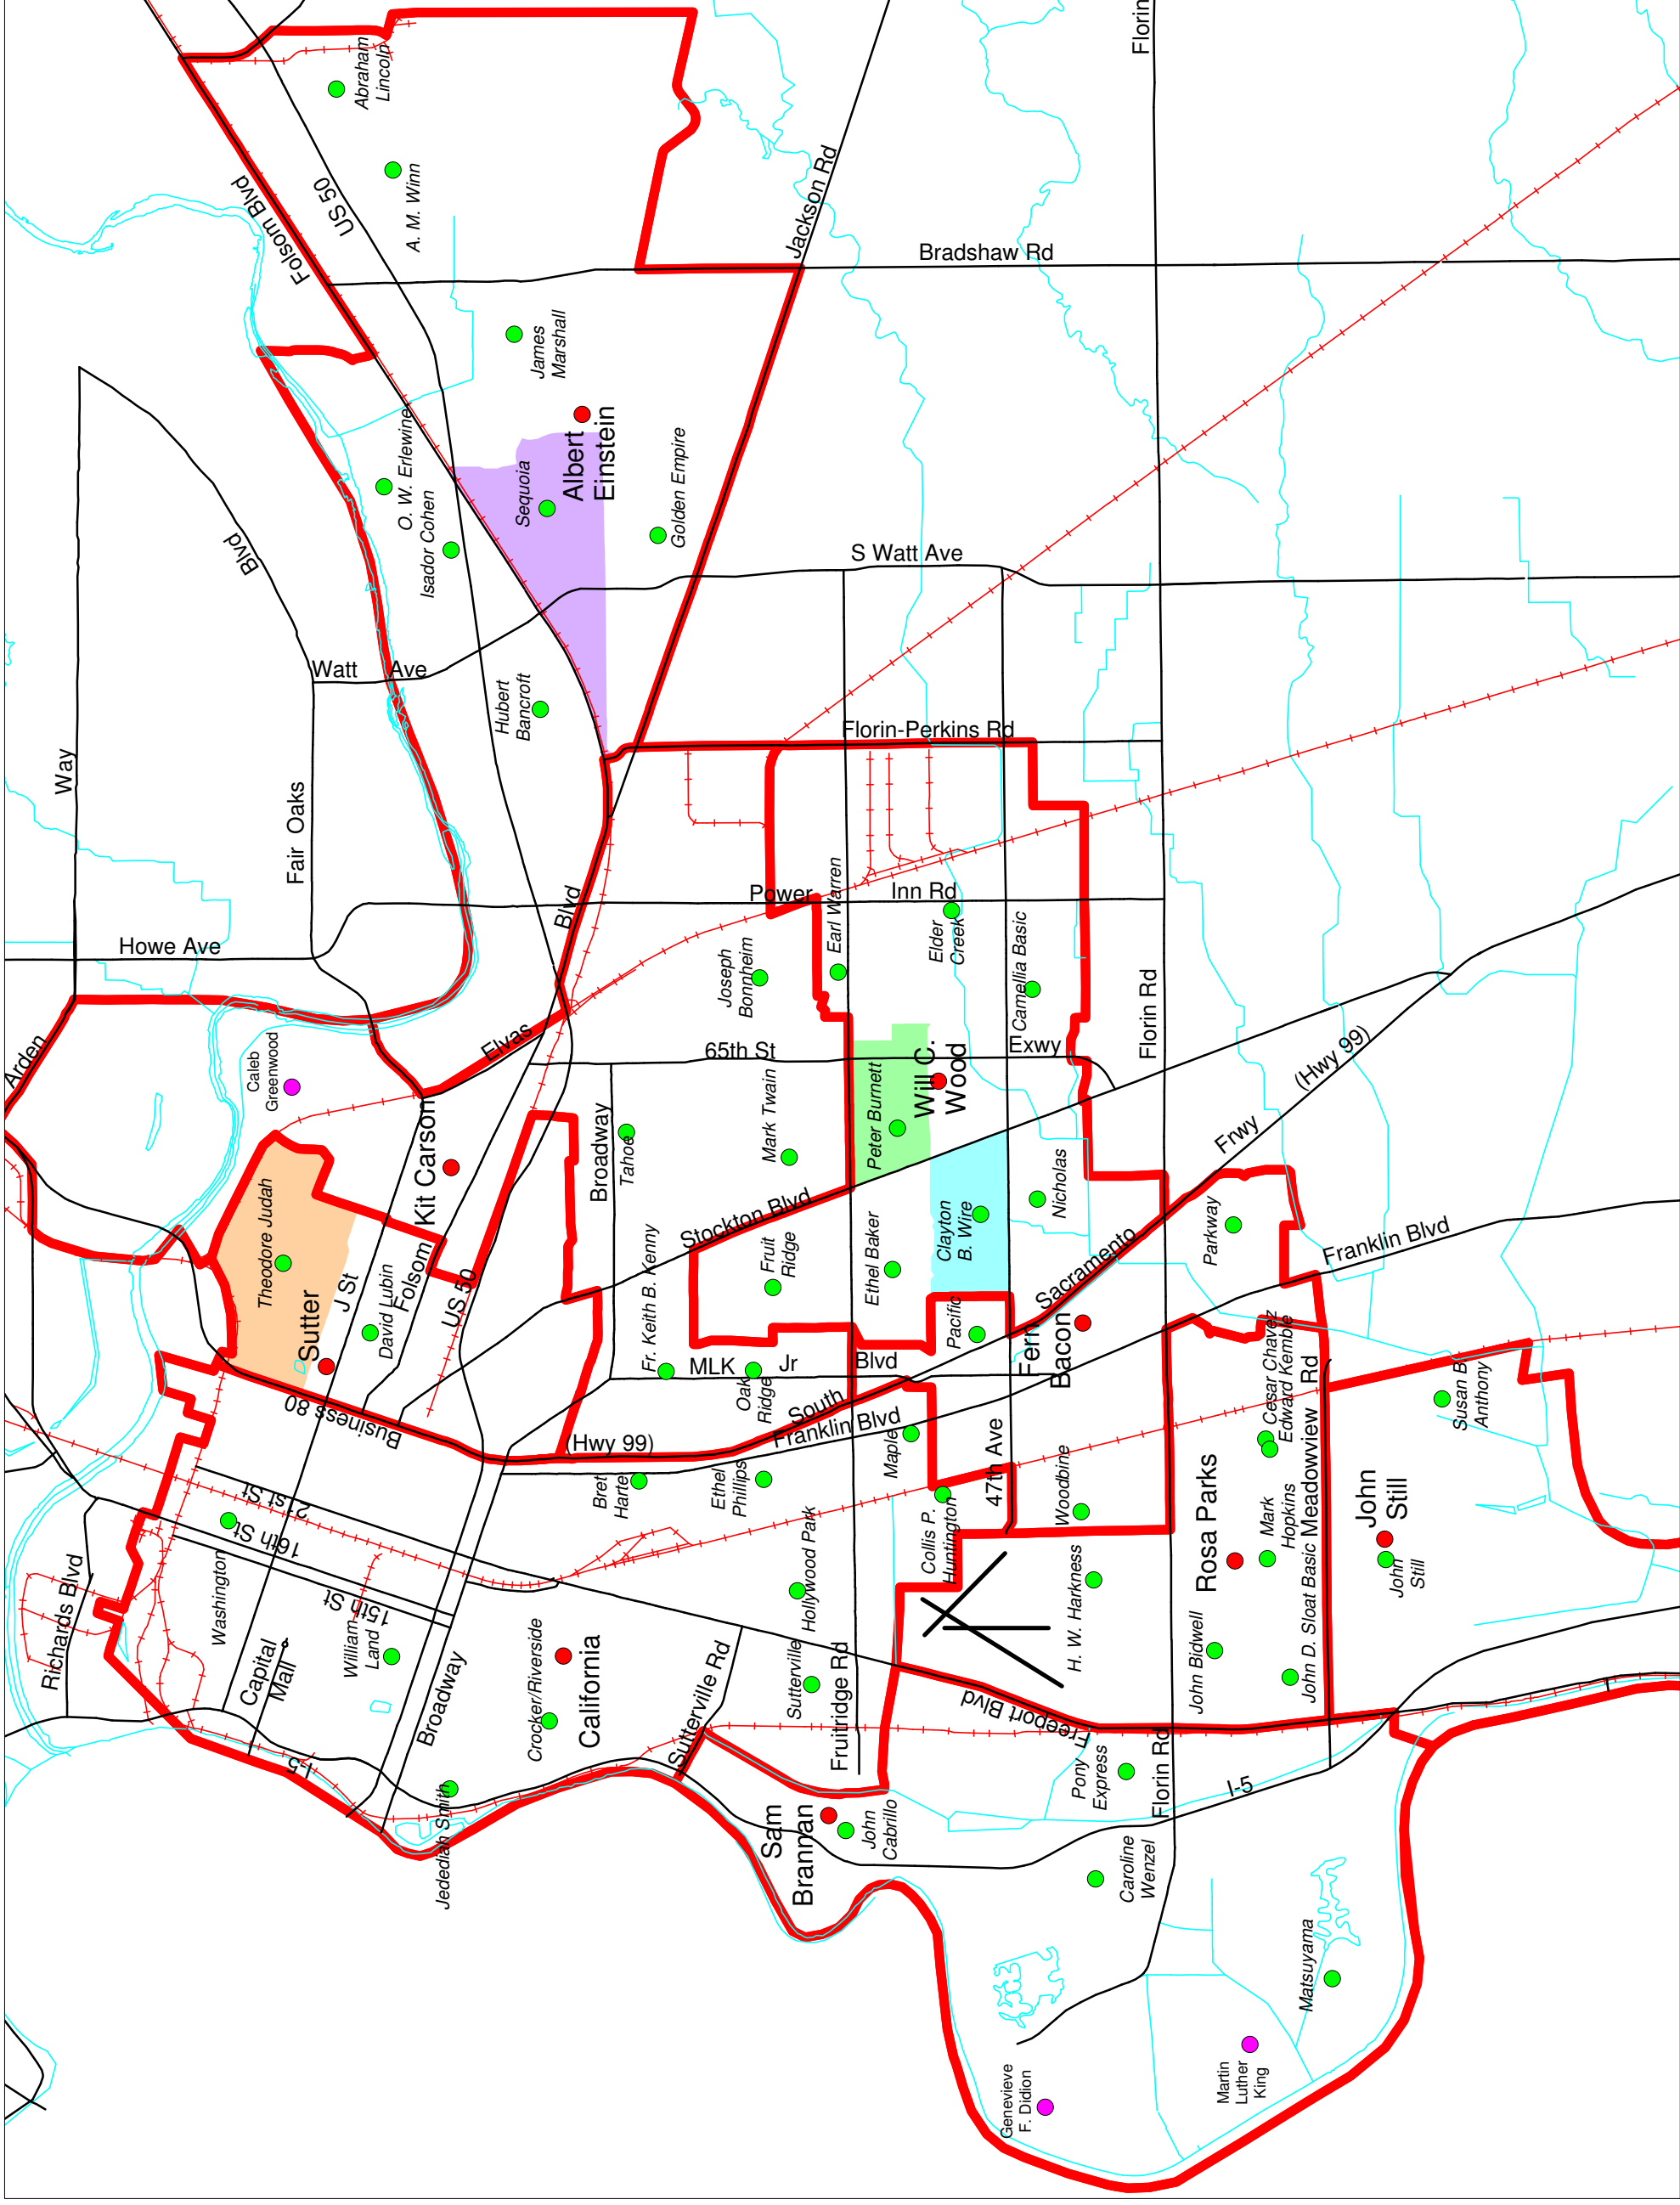 Arden
Way
Howe Ave
Fair Oaks
Blvd
Watt Ave
Folsom Blvd
US 50
Abraham
Lincoln
A. M. Winn
James
Marshall
Albert
Einstein
Sequoia
Golden Empire
O. W. Erlewine
Isador Cohen
Hubert
Bancroft
Jackson Rd
Bradshaw Rd
Florin
S Watt Ave
Florin-Perkins Rd
Power Inn Rd
Blvd
Elvas
Caleb
Greenwood
Kit Carson
Theodore Judah
Sutter
J St
David Lubin
Folsom
US 50
Business 80
Broadway
Tahoe
65th St
Exwy
Joseph
Bonnheim
Earl Warren
Elder
Creek
Camellia Basic
Florin Rd
Mark Twain
Peter Burnett
Will C.
Wood
Stockton Blvd
Fr. Keith B. Kenny
Fruit
Ridge
Ethel Baker
Clayton
B. Wire
Nicholas
Pacific
Fern
Bacon
Sacramento
Frwy
(Hwy 99)
Parkway
Franklin Blvd
MLK Jr Blvd
Oak
Ridge
South
(Hwy 99)
Franklin Blvd
Maple
Bret
Harte
Ethel
Phillips
Hollywood Park
Collis P.
Huntington
47th Ave
Woodbine
Rosa Parks
Cesar Chavez
Edward Kemble
Mark
Hopkins
Susan B.
Anthony
John
Still
John
Still
Meadowview Rd
John D. Sloat Basic
John Bidwell
H. W. Harkness
21st St
16th St
15th St
Richards Blvd
Washington
Capital
Mall
William
Land
Broadway
Crocker/Riverside
California
Jedediah Smith
I-5
Sutterville Rd
Sutterville
Fruitridge Rd
Freeport Blvd
Sam
Brannan
John
Cabrillo
Pony
Express
Florin Rd
I-5
Caroline
Wenzel
Matsuyama
Genevieve
F. Didion
Martin
Luther
King